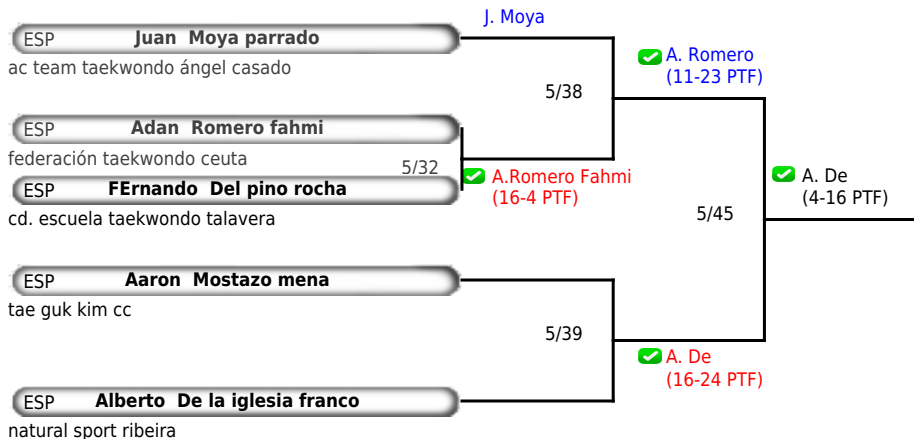 J. Moya
ESP Juan Moya parrado
ac team taekwondo ángel casado
A. Romero
(11-23 PTF)
5/38
ESP Adan Romero fahmi
federación taekwondo ceuta
5/32
A.Romero Fahmi
(16-4 PTF)
ESP FErnando Del pino rocha
cd. escuela taekwondo talavera
A. De
(4-16 PTF)
5/45
ESP Aaron Mostazo mena
tae guk kim cc
5/39
A. De
(16-24 PTF)
ESP Alberto De la iglesia franco
natural sport ribeira